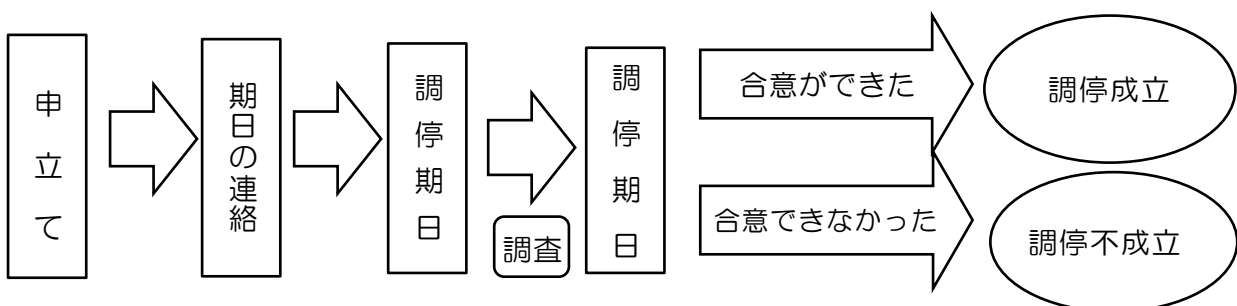 申立て
期日の連絡
調停期日
調査
調停期日
合意ができた
調停成立
合意できなかった
調停不成立